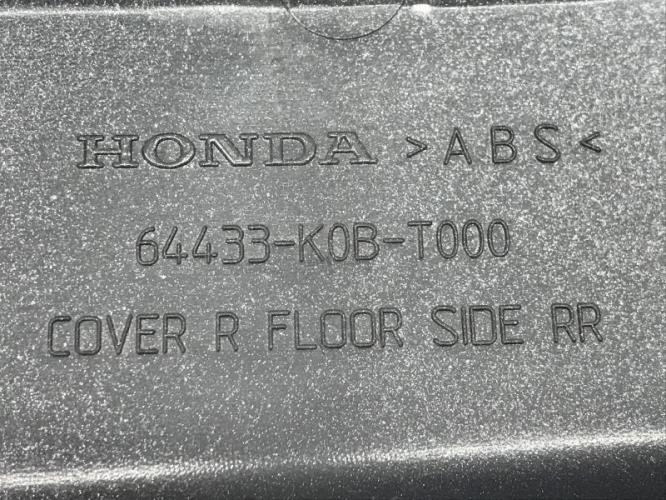 HONDA >ABS<
64433-K0B-T000
COVER R FLOOR SIDE RR